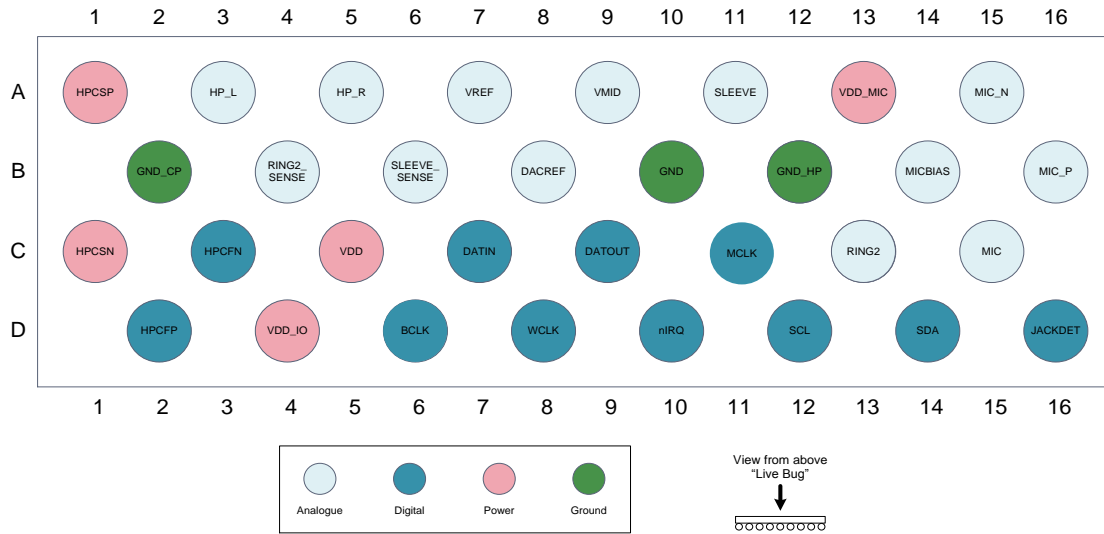 1 2 3 4 5 6 7 8 9 10 11 12 13 14 15 16
A HPCSP HP_L HP_R VREF VMID SLEEVE VDD_MIC MIC_N
B GND_CP RING2_ SENSE SLEEVE_ SENSE DACREF GND GND_HP MICBIAS MIC_P
C HPCSN HPCFN VDD DATIN DATOUT MCLK RING2 MIC
D HPCFP VDD_IO BCLK WCLK nIRQ SCL SDA JACKDET
1 2 3 4 5 6 7 8 9 10 11 12 13 14 15 16
Analogue Digital Power Ground
View from above
“Live Bug”